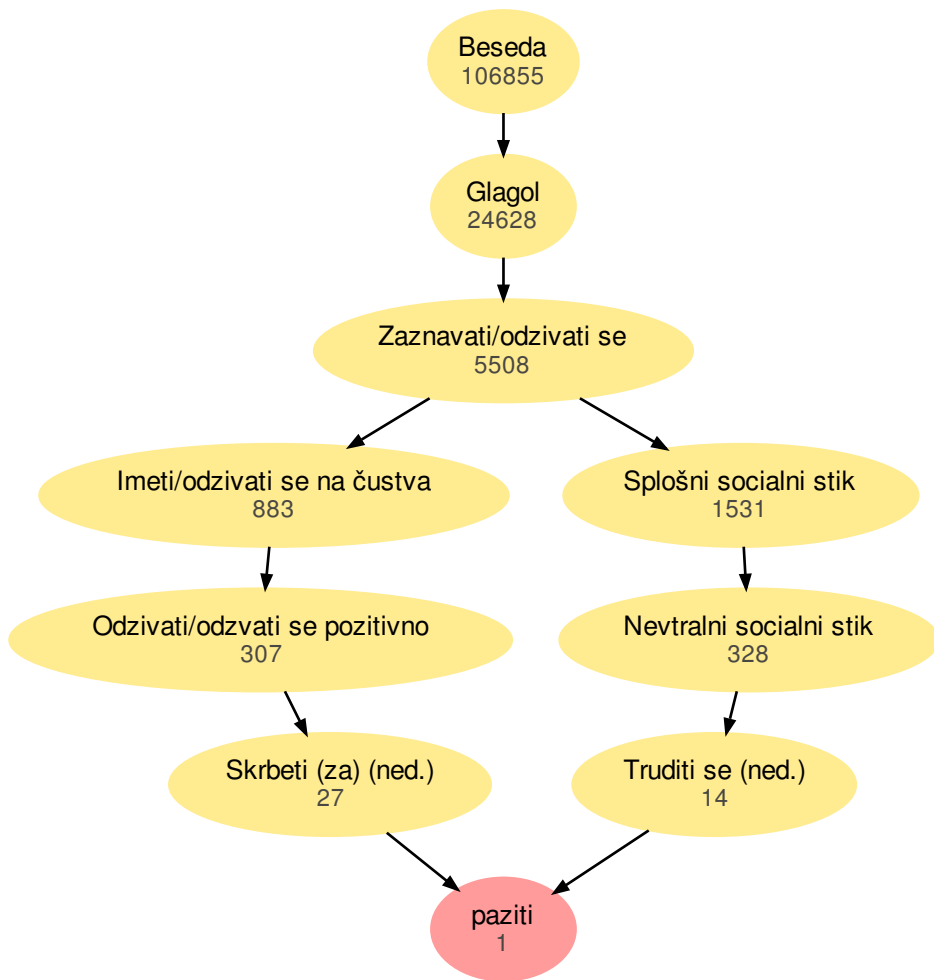 Beseda
106855
Glagol
24628
Zaznavati/odzivati se
5508
Imeti/odzivati se na čustva
883
Splošni socialni stik
1531
Odzivati/odzvati se pozitivno
307
Nevtralni socialni stik
328
Skrbeti (za) (ned.)
27
Truditi se (ned.)
14
paziti
1